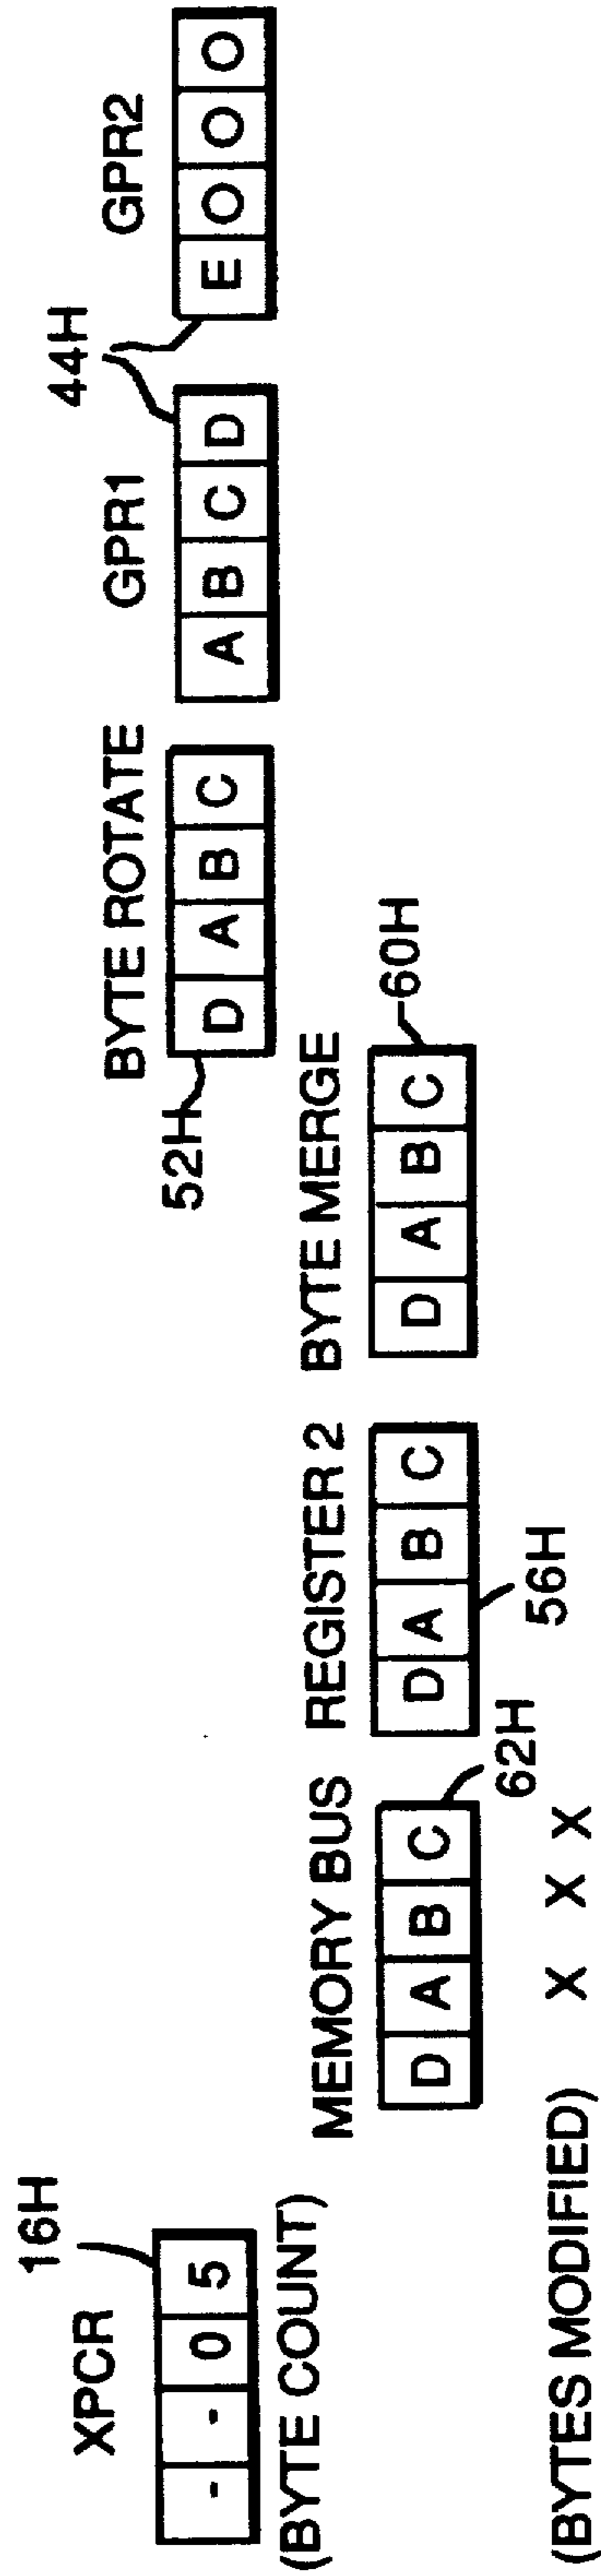 XPCR
16H
- - 0 5
(BYTE COUNT)
BYTE ROTATE
52H
D A B C
GPR1
A B C D
44H
GPR2
E O O O
MEMORY BUS
D A B C
62H
REGISTER 2
D A B C
56H
BYTE MERGE
D A B C
60H
(BYTES MODIFIED) X X X